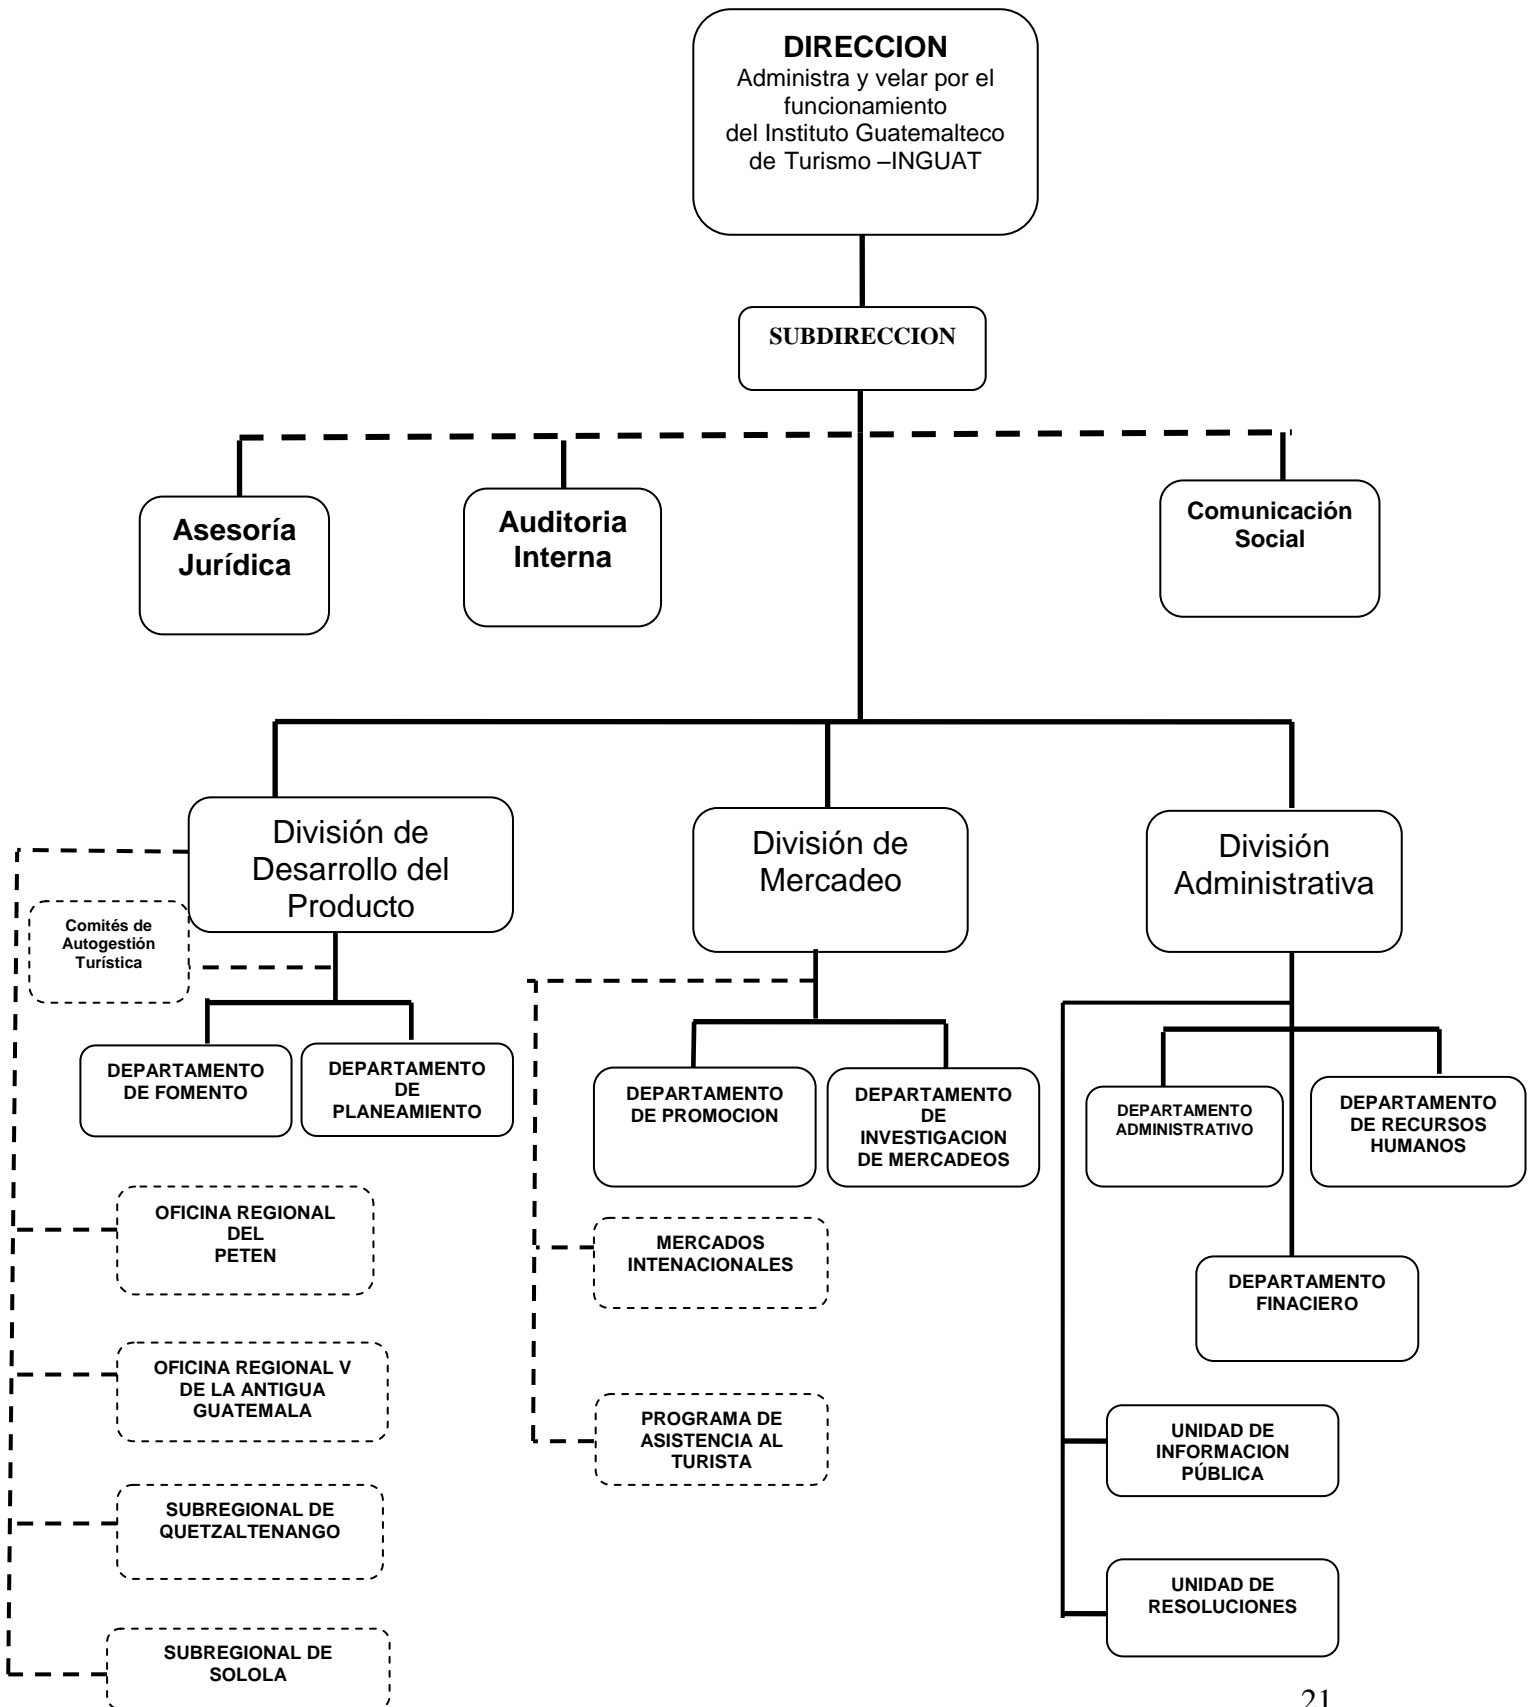 DIRECCION
Administra y velar por el
funcionamiento
del Instituto Guatemalteco
de Turismo –INGUAT
SUBDIRECCION
Asesoría
Jurídica
Auditoria
Interna
Comunicación
Social
División de
Desarrollo del
Producto
División de
Mercadeo
División
Administrativa
Comités de
Autogestión
Turística
DEPARTAMENTO
DE FOMENTO
DEPARTAMENTO
DE
PLANEAMIENTO
DEPARTAMENTO
DE PROMOCION
DEPARTAMENTO
DE
INVESTIGACION
DE MERCADEOS
DEPARTAMENTO
ADMINISTRATIVO
DEPARTAMENTO
DE RECURSOS
HUMANOS
OFICINA REGIONAL
DEL
PETEN
MERCADOS
INTENACIONALES
DEPARTAMENTO
FINACIERO
OFICINA REGIONAL V
DE LA ANTIGUA
GUATEMALA
PROGRAMA DE
ASISTENCIA AL
TURISTA
UNIDAD DE
INFORMACION
PÚBLICA
SUBREGIONAL DE
QUETZALTENANGO
UNIDAD DE
RESOLUCIONES
SUBREGIONAL DE
SOLOLA
21